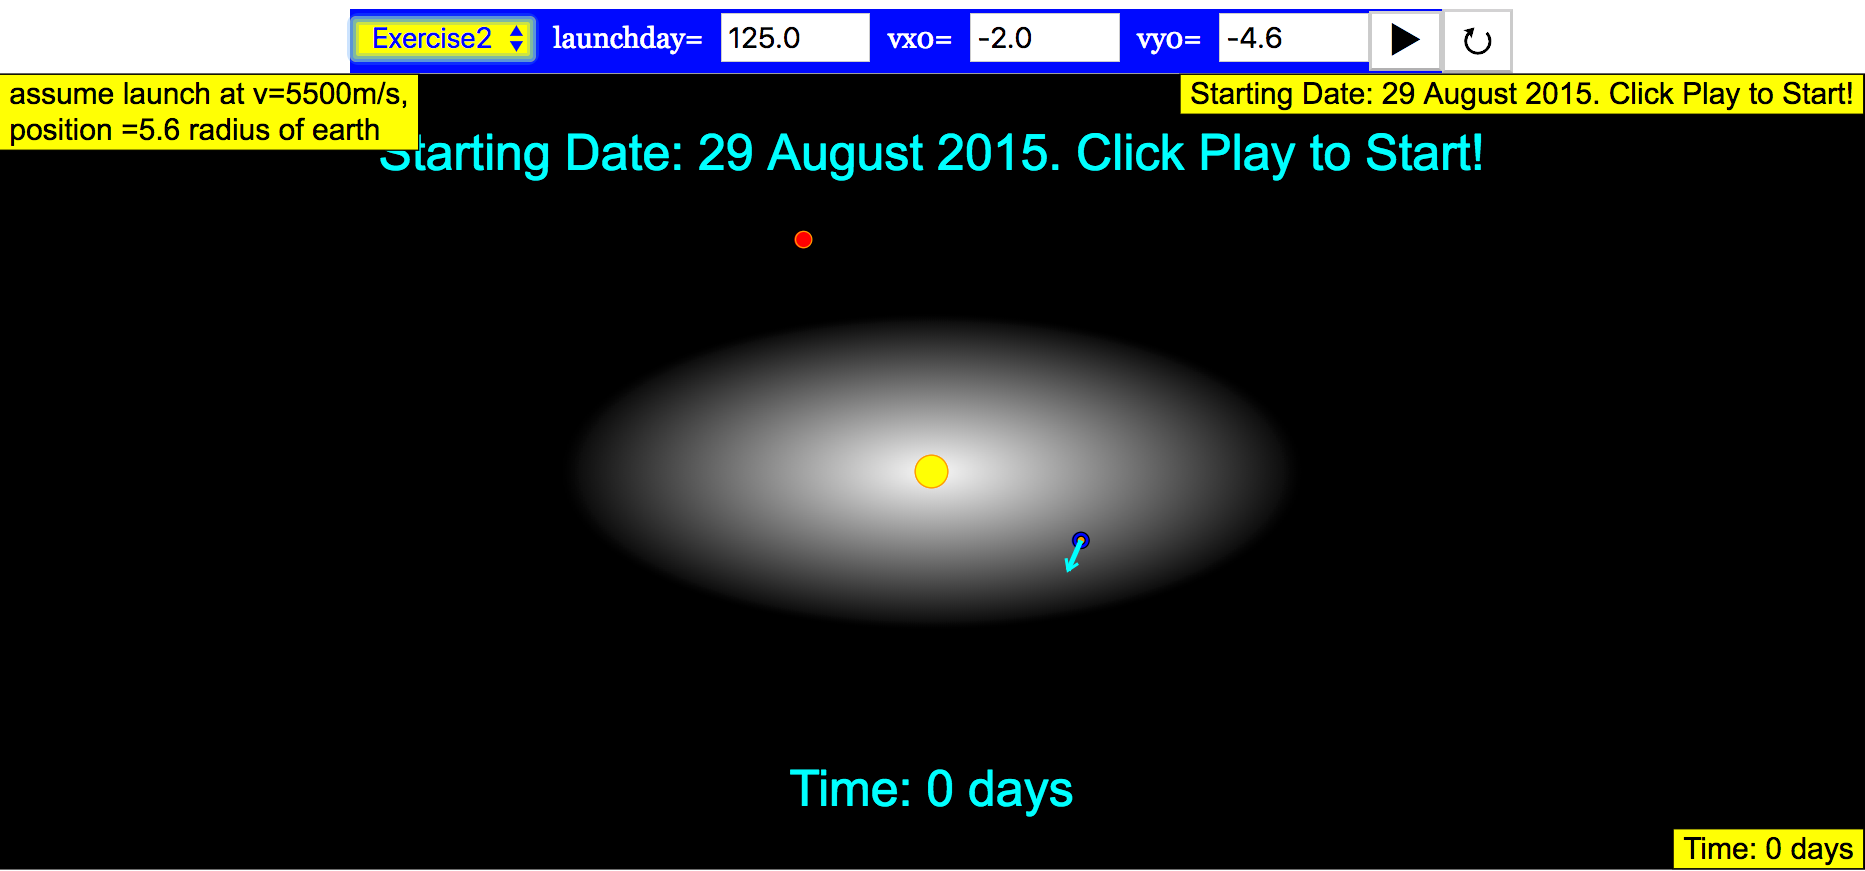 Exercise2 launchday= 125.0 vx0= -2.0 vy0= -4.6
assume launch at v=5500m/s,
position =5.6 radius of earth
Starting Date: 29 August 2015. Click Play to Start!
Starting Date: 29 August 2015. Click Play to Start!
Time: 0 days
Time: 0 days